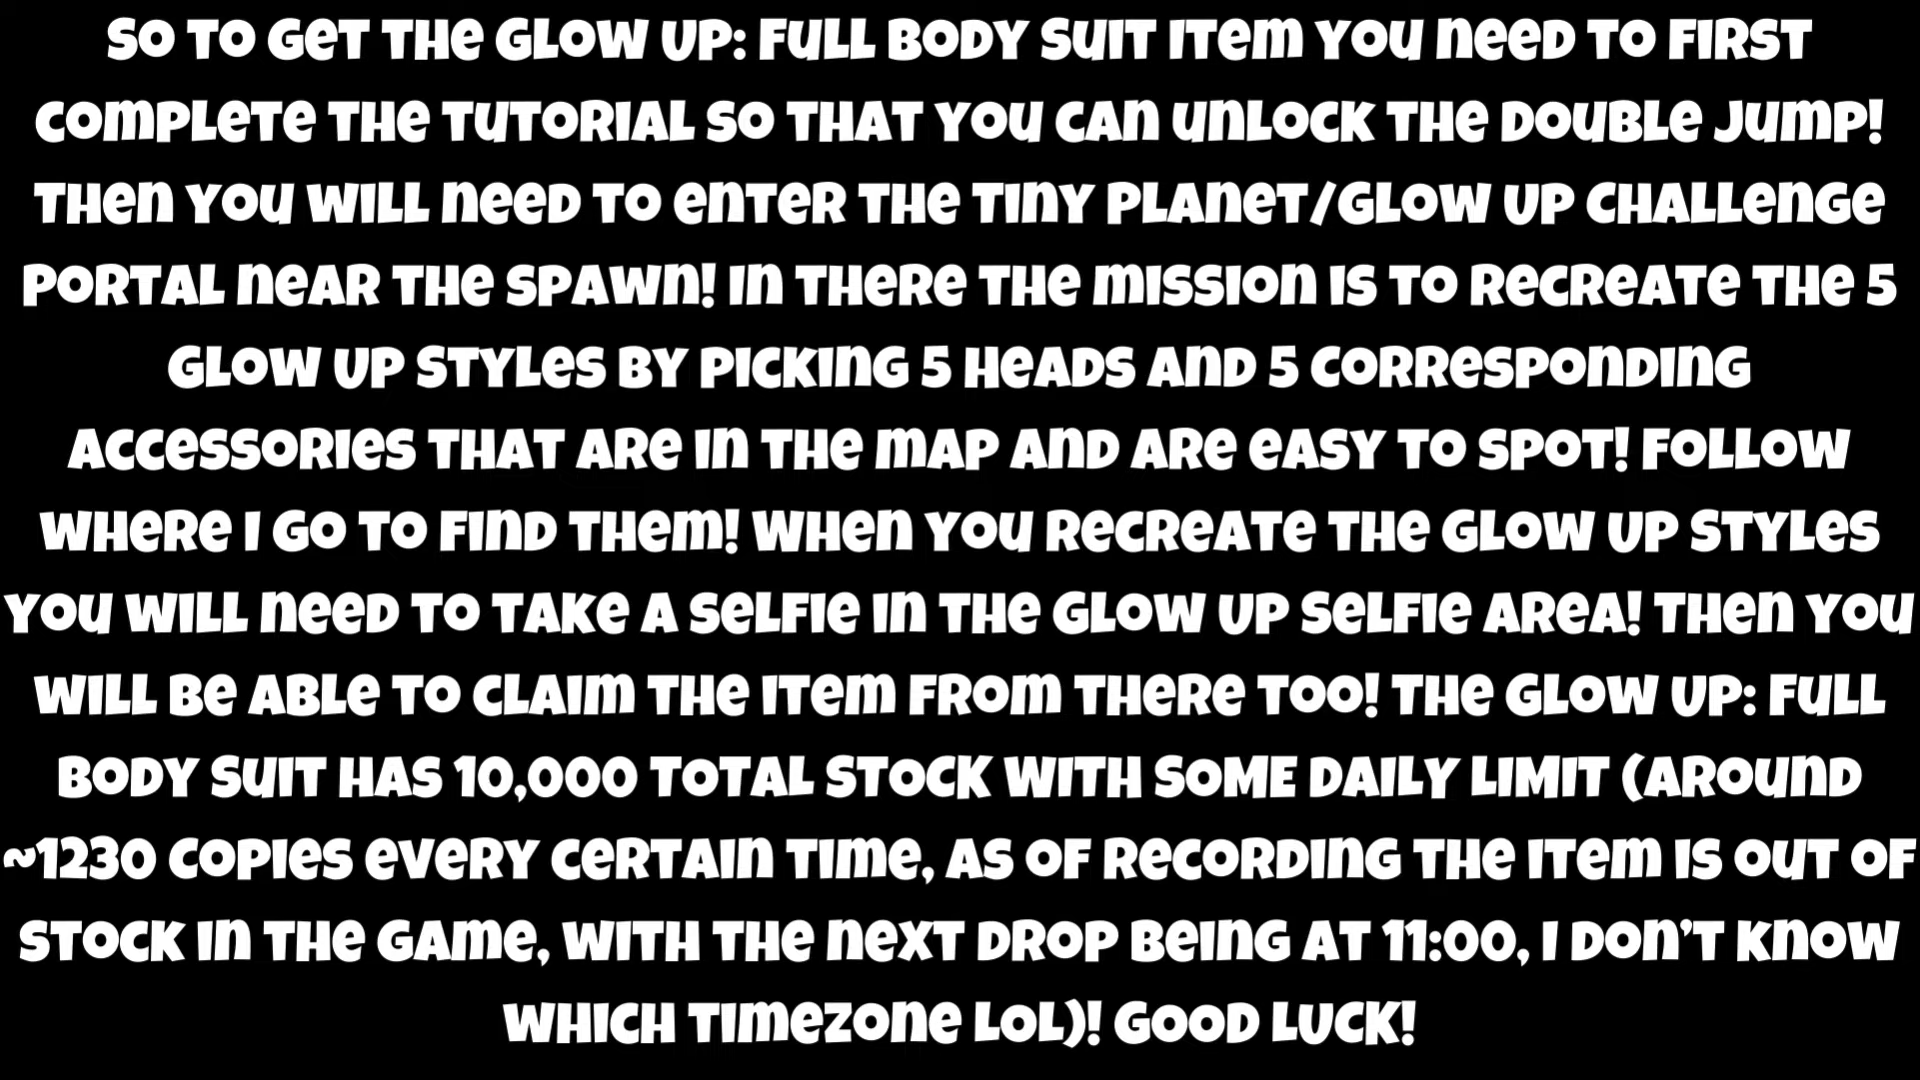 So to get the Glow Up: Full Body Suit item you need to first
complete the tutorial so that you can unlock the double jump!
Then you will need to enter the Tiny Planet/Glow Up Challenge
portal near the spawn! In there the mission is to recreate the 5
Glow Up styles by picking 5 heads and 5 corresponding
accessories that are in the map and are easy to spot! Follow
where I go to find them! When you recreate the Glow Up styles
you will need to take a selfie in the Glow Up selfie area! Then you
will be able to claim the item from there too! The Glow Up: Full
Body Suit has 10,000 TOTAL STOCK WITH SOME DAILY LIMIT (around
~1230 copies every certain time, as of recording the item is out of
stock in the game, with the next drop being at 11:00, I don't know
which timezone lol)! Good luck!